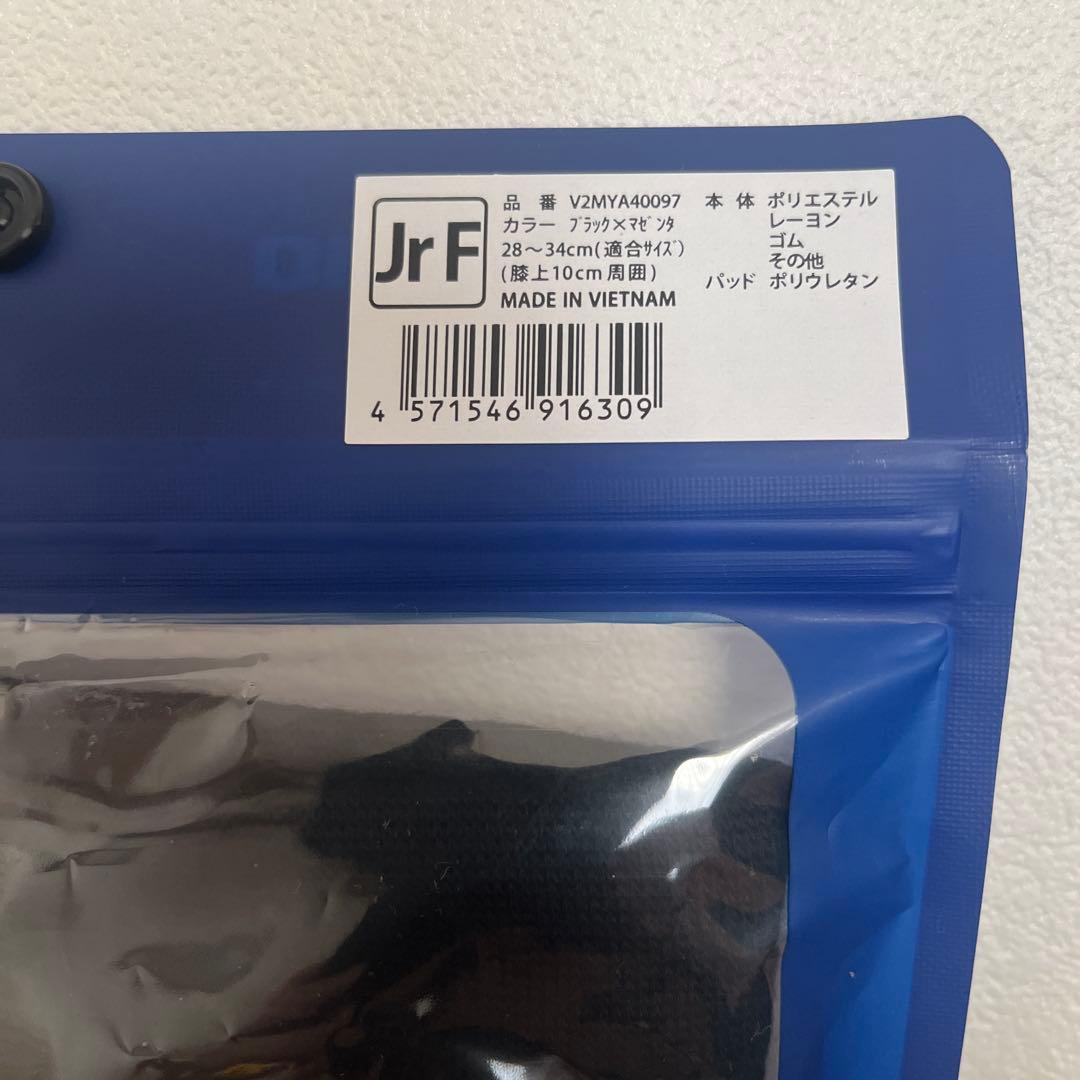 JrF
品 番 V2MYA40097
カラー ﾌﾞﾗｯｸ×ﾏｾﾞﾝﾀ
28～34cm(適合ｻｲｽﾞ)
(膝上10cm周囲)
MADE IN VIETNAM
本 体 ポリエステル
レーヨン
ゴム
その他
パッド ポリウレタン
4 571546 916309